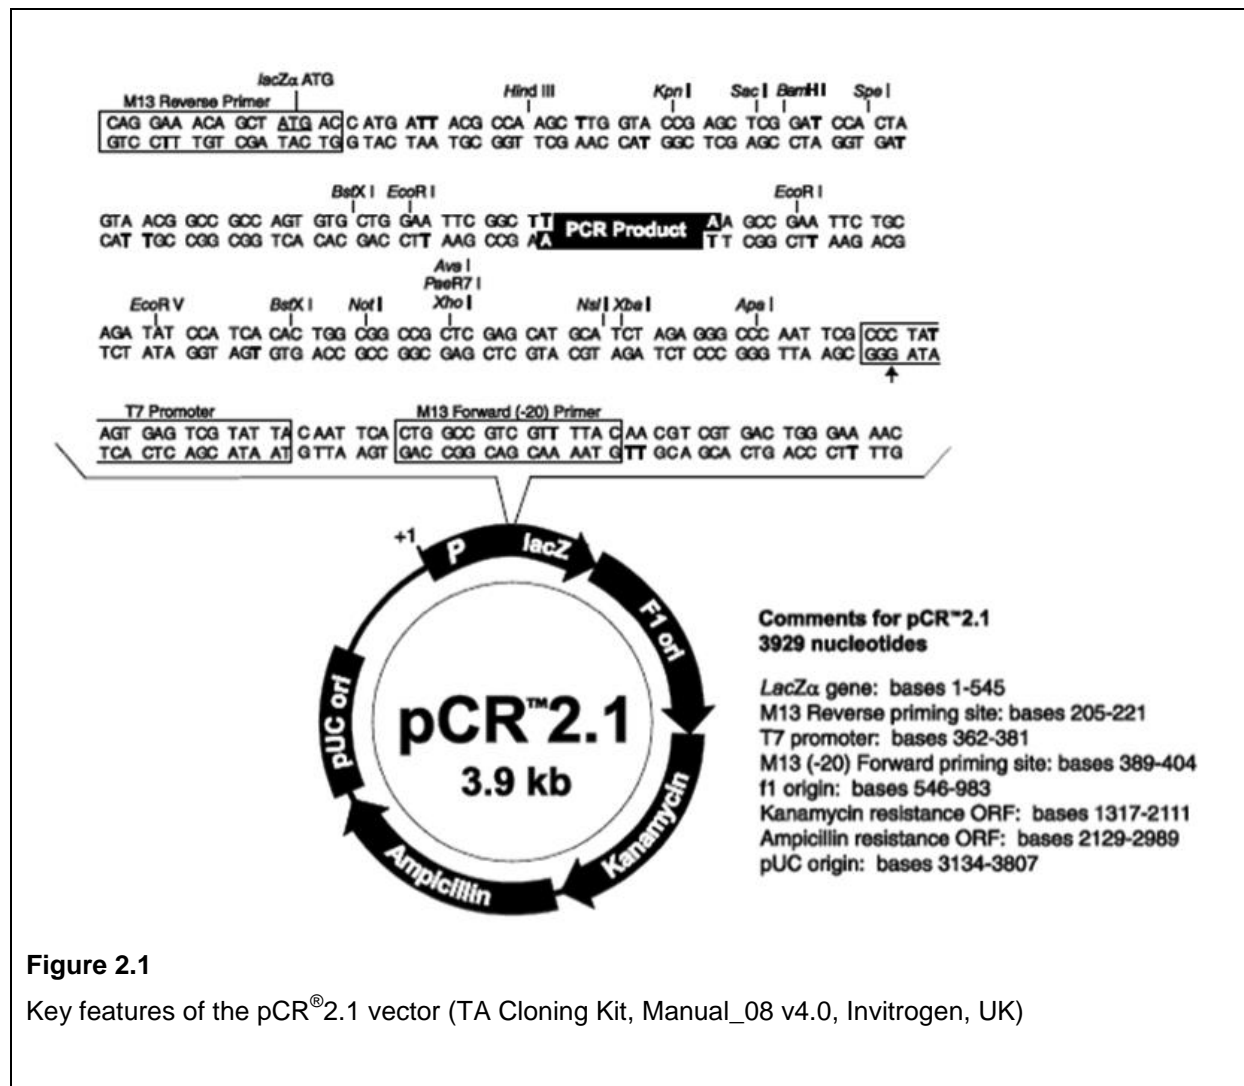 lacZα ATG
M13 Reverse Primer Hind III Kpn I Sac I BamH I Spe I
CAG GAA ACA GCT ATG AC C ATG ATT ACG CCA AGC TTG GTA CCG AGC TCG GAT CCA CTA
GTC CTT TGT CGA TAC TG G TAC TAA TGC GGT TCG AAC CAT GGC TCG AGC CTA GGT GAT
BstX I EcoR I EcoR I
GTA ACG GCC GCC AGT GTG CTG GAA TTC GGC TT PCR Product AA GCC GAA TTC TGC
CAT TGC CGG CGG TCA CAC GAC CTT AAG CCG AA TT CGG CTT AAG ACG
Ava I
PaeR7 I
EcoR V BstX I Not I Xho I Nsi I Xba I Apa I
AGA TAT CCA TCA CAC TGG CGG CCG CTC GAG CAT GCA TCT AGA GGG CCC AAT TCG CCC TAT
TCT ATA GGT AGT GTG ACC GCC GGC GAG CTC GTA CGT AGA TCT CCC GGG TTA AGC GGG ATA
T7 Promoter M13 Forward (-20) Primer
AGT GAG TCG TAT TA C AAT TCA CTG GCC GTC GTT TTA C AA CGT CGT GAC TGG GAA AAC
TCA CTC AGC ATA AT G TTA AGT GAC CGG CAG CAA AAT G TT GCA GCA CTG ACC CTT TTG
+1
P lacZ
F1 ori
Kanamycin
Ampicillin
pUC ori
pCR™2.1
3.9 kb
Comments for pCR™2.1
3929 nucleotides
LacZα gene: bases 1-545
M13 Reverse priming site: bases 205-221
T7 promoter: bases 362-381
M13 (-20) Forward priming site: bases 389-404
f1 origin: bases 546-983
Kanamycin resistance ORF: bases 1317-2111
Ampicillin resistance ORF: bases 2129-2989
pUC origin: bases 3134-3807
Figure 2.1
Key features of the pCR®2.1 vector (TA Cloning Kit, Manual_08 v4.0, Invitrogen, UK)